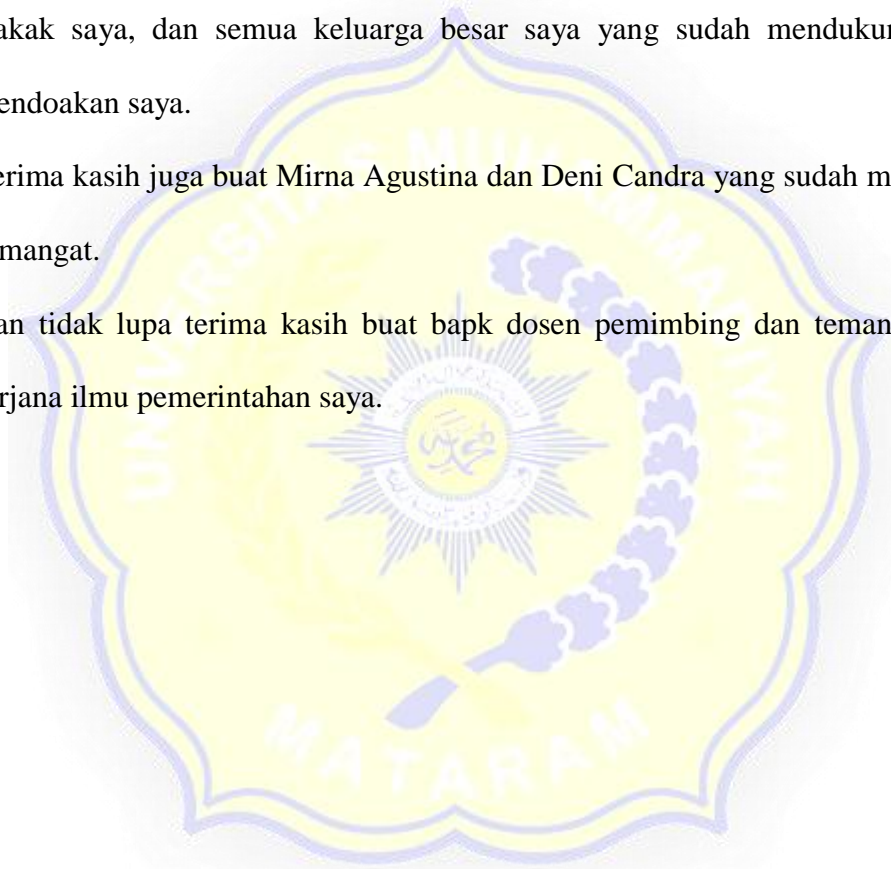 akak saya, dan semua keluarga besar saya yang sudah mendukun
endoakan saya.
erima kasih juga buat Mirna Agustina dan Deni Candra yang sudah m
mangat.
an tidak lupa terima kasih buat bapk dosen pemimbing dan teman
rjana ilmu pemerintahan saya.
UNIVERSITAS MUHAMMADIYAH
MATARAM